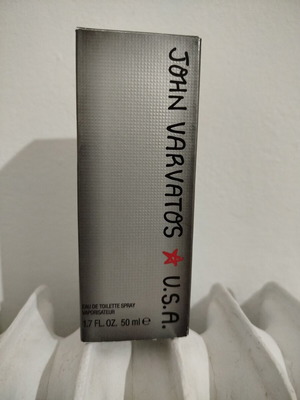 JOHN VARVATOS ★ U.S.A.
EAU DE TOILETTE SPRAY
VAPORISATEUR
1.7 FL. OZ. 50 ml ℮